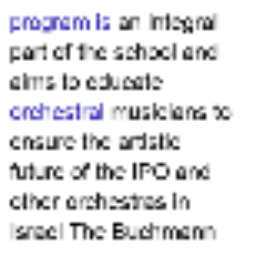 program is an integral
part of the school and
aims to educate
orchestral musicians to
ensure the artistic
future of the IPO and
other orchestras in
Israel The Buchmann